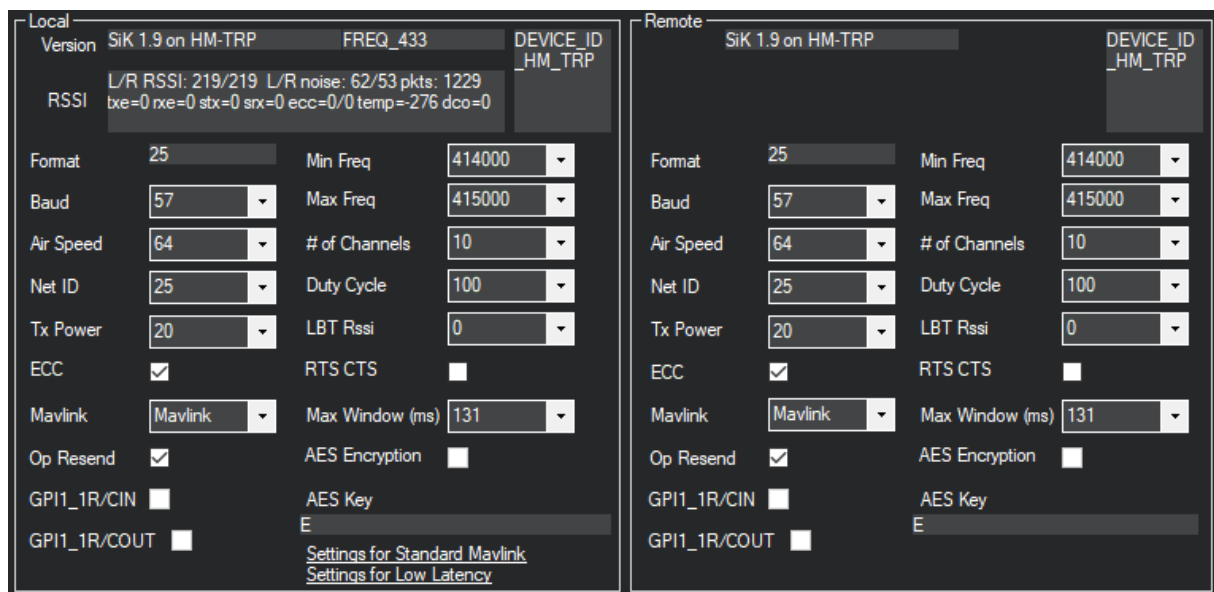 Local
Version SiK 1.9 on HM-TRP FREQ_433 DEVICE_ID
_HM_TRP
RSSI L/R RSSI: 219/219 L/R noise: 62/53 pkts: 1229
txe=0 rxe=0 stx=0 srx=0 ecc=0/0 temp=-276 dco=0
Format 25 Min Freq 414000
Baud 57 Max Freq 415000
Air Speed 64 # of Channels 10
Net ID 25 Duty Cycle 100
Tx Power 20 LBT Rssi 0
ECC RTS CTS
Mavlink Mavlink Max Window (ms) 131
Op Resend AES Encryption
GPI1_1R/CIN AES Key
E
GPI1_1R/COUT
Settings for Standard Mavlink
Settings for Low Latency
Remote
SiK 1.9 on HM-TRP DEVICE_ID
_HM_TRP
Format 25 Min Freq 414000
Baud 57 Max Freq 415000
Air Speed 64 # of Channels 10
Net ID 25 Duty Cycle 100
Tx Power 20 LBT Rssi 0
ECC RTS CTS
Mavlink Mavlink Max Window (ms) 131
Op Resend AES Encryption
GPI1_1R/CIN AES Key
E
GPI1_1R/COUT